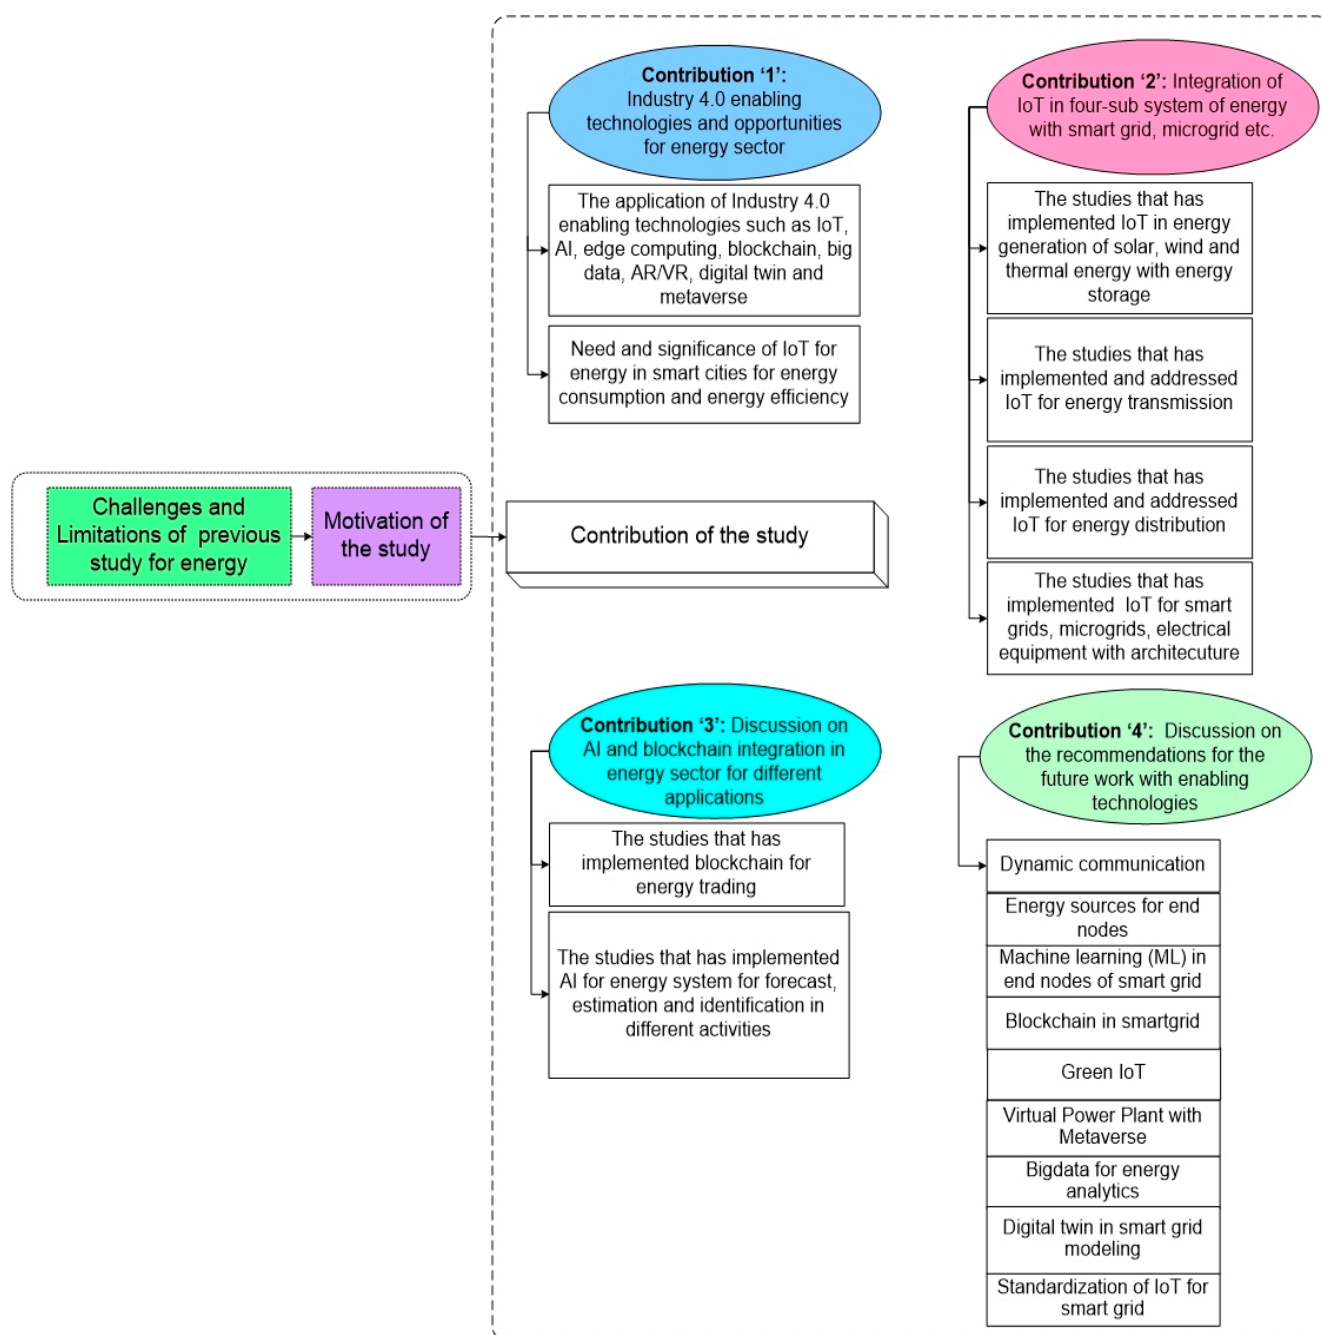 Contribution ‘1’:
Industry 4.0 enabling
technologies and opportunities
for energy sector
The application of Industry 4.0
enabling technologies such as IoT,
AI, edge computing, blockchain, big
data, AR/VR, digital twin and
metaverse
Need and significance of IoT for
energy in smart cities for energy
consumption and energy efficiency
Contribution ‘2’: Integration of
IoT in four-sub system of energy
with smart grid, microgrid etc.
The studies that has
implemented IoT in energy
generation of solar, wind and
thermal energy with energy
storage
The studies that has
implemented and addressed
IoT for energy transmission
The studies that has
implemented and addressed
IoT for energy distribution
The studies that has
implemented IoT for smart
grids, microgrids, electrical
equipment with architecuture
Challenges and
Limitations of previous
study for energy
Motivation of
the study
Contribution of the study
Contribution ‘3’: Discussion on
AI and blockchain integration in
energy sector for different
applications
The studies that has
implemented blockchain for
energy trading
The studies that has implemented
AI for energy system for forecast,
estimation and identification in
different activities
Contribution ‘4’: Discussion on
the recommendations for the
future work with enabling
technologies
Dynamic communication
Energy sources for end
nodes
Machine learning (ML) in
end nodes of smart grid
Blockchain in smartgrid
Green IoT
Virtual Power Plant with
Metaverse
Bigdata for energy
analytics
Digital twin in smart grid
modeling
Standardization of IoT for
smart grid